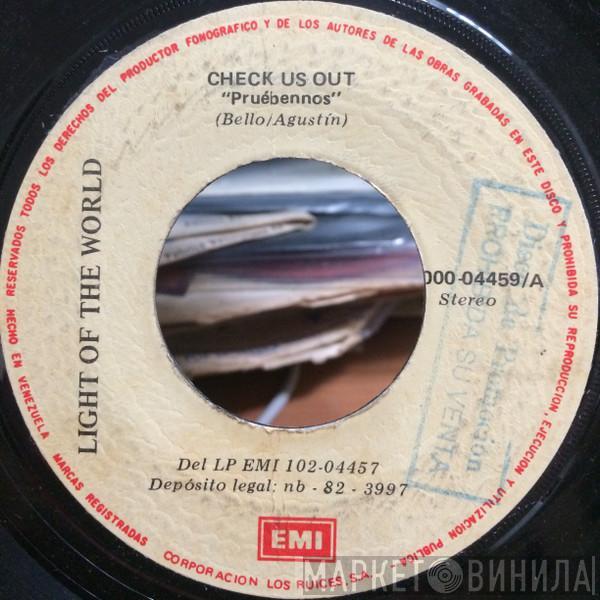 CHECK US OUT
"Pruébennos"
(Bello/Agustín)
LIGHT OF THE WORLD
000-04459/A
Stereo
Disco de Promoción
PROHIBIDA SU VENTA
Del LP EMI 102-04457
Depósito legal: nb - 82 - 3997
EMI
HECHO EN VENEZUELA RESERVADOS TODOS LOS DERECHOS DEL PRODUCTOR FONOGRAFICO Y DE LOS AUTORES DE LAS OBRAS GRABADAS EN ESTE DISCO Y PROHIBIDA SU REPRODUCCION, EJECUCION Y UTILIZACION PUBLICA.
MARCAS REGISTRADAS CORPORACION LOS RUICES, S.A.
МАРКЕТ ВИНИЛА